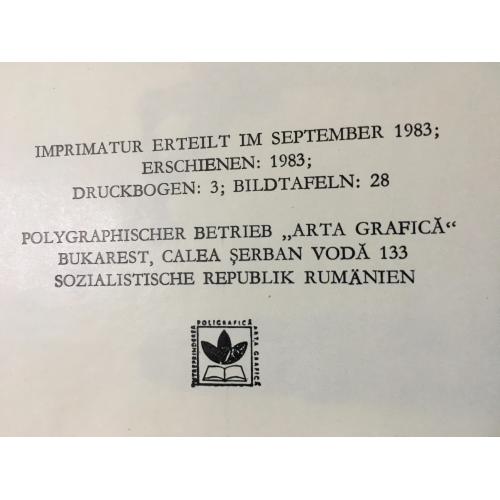 IMPRIMATUR ERTEILT IM SEPTEMBER 1983;
ERSCHIENEN: 1983;
DRUCKBOGEN: 3; BILDTAFELN: 28
POLYGRAPHISCHER BETRIEB „ARTA GRAFICĂ“
BUKAREST, CALEA ŞERBAN VODĂ 133
SOZIALISTISCHE REPUBLIK RUMÄNIEN
ÎNTREPRINDEREA
POLIGRAFICĂ
ARTA GRAFICĂ